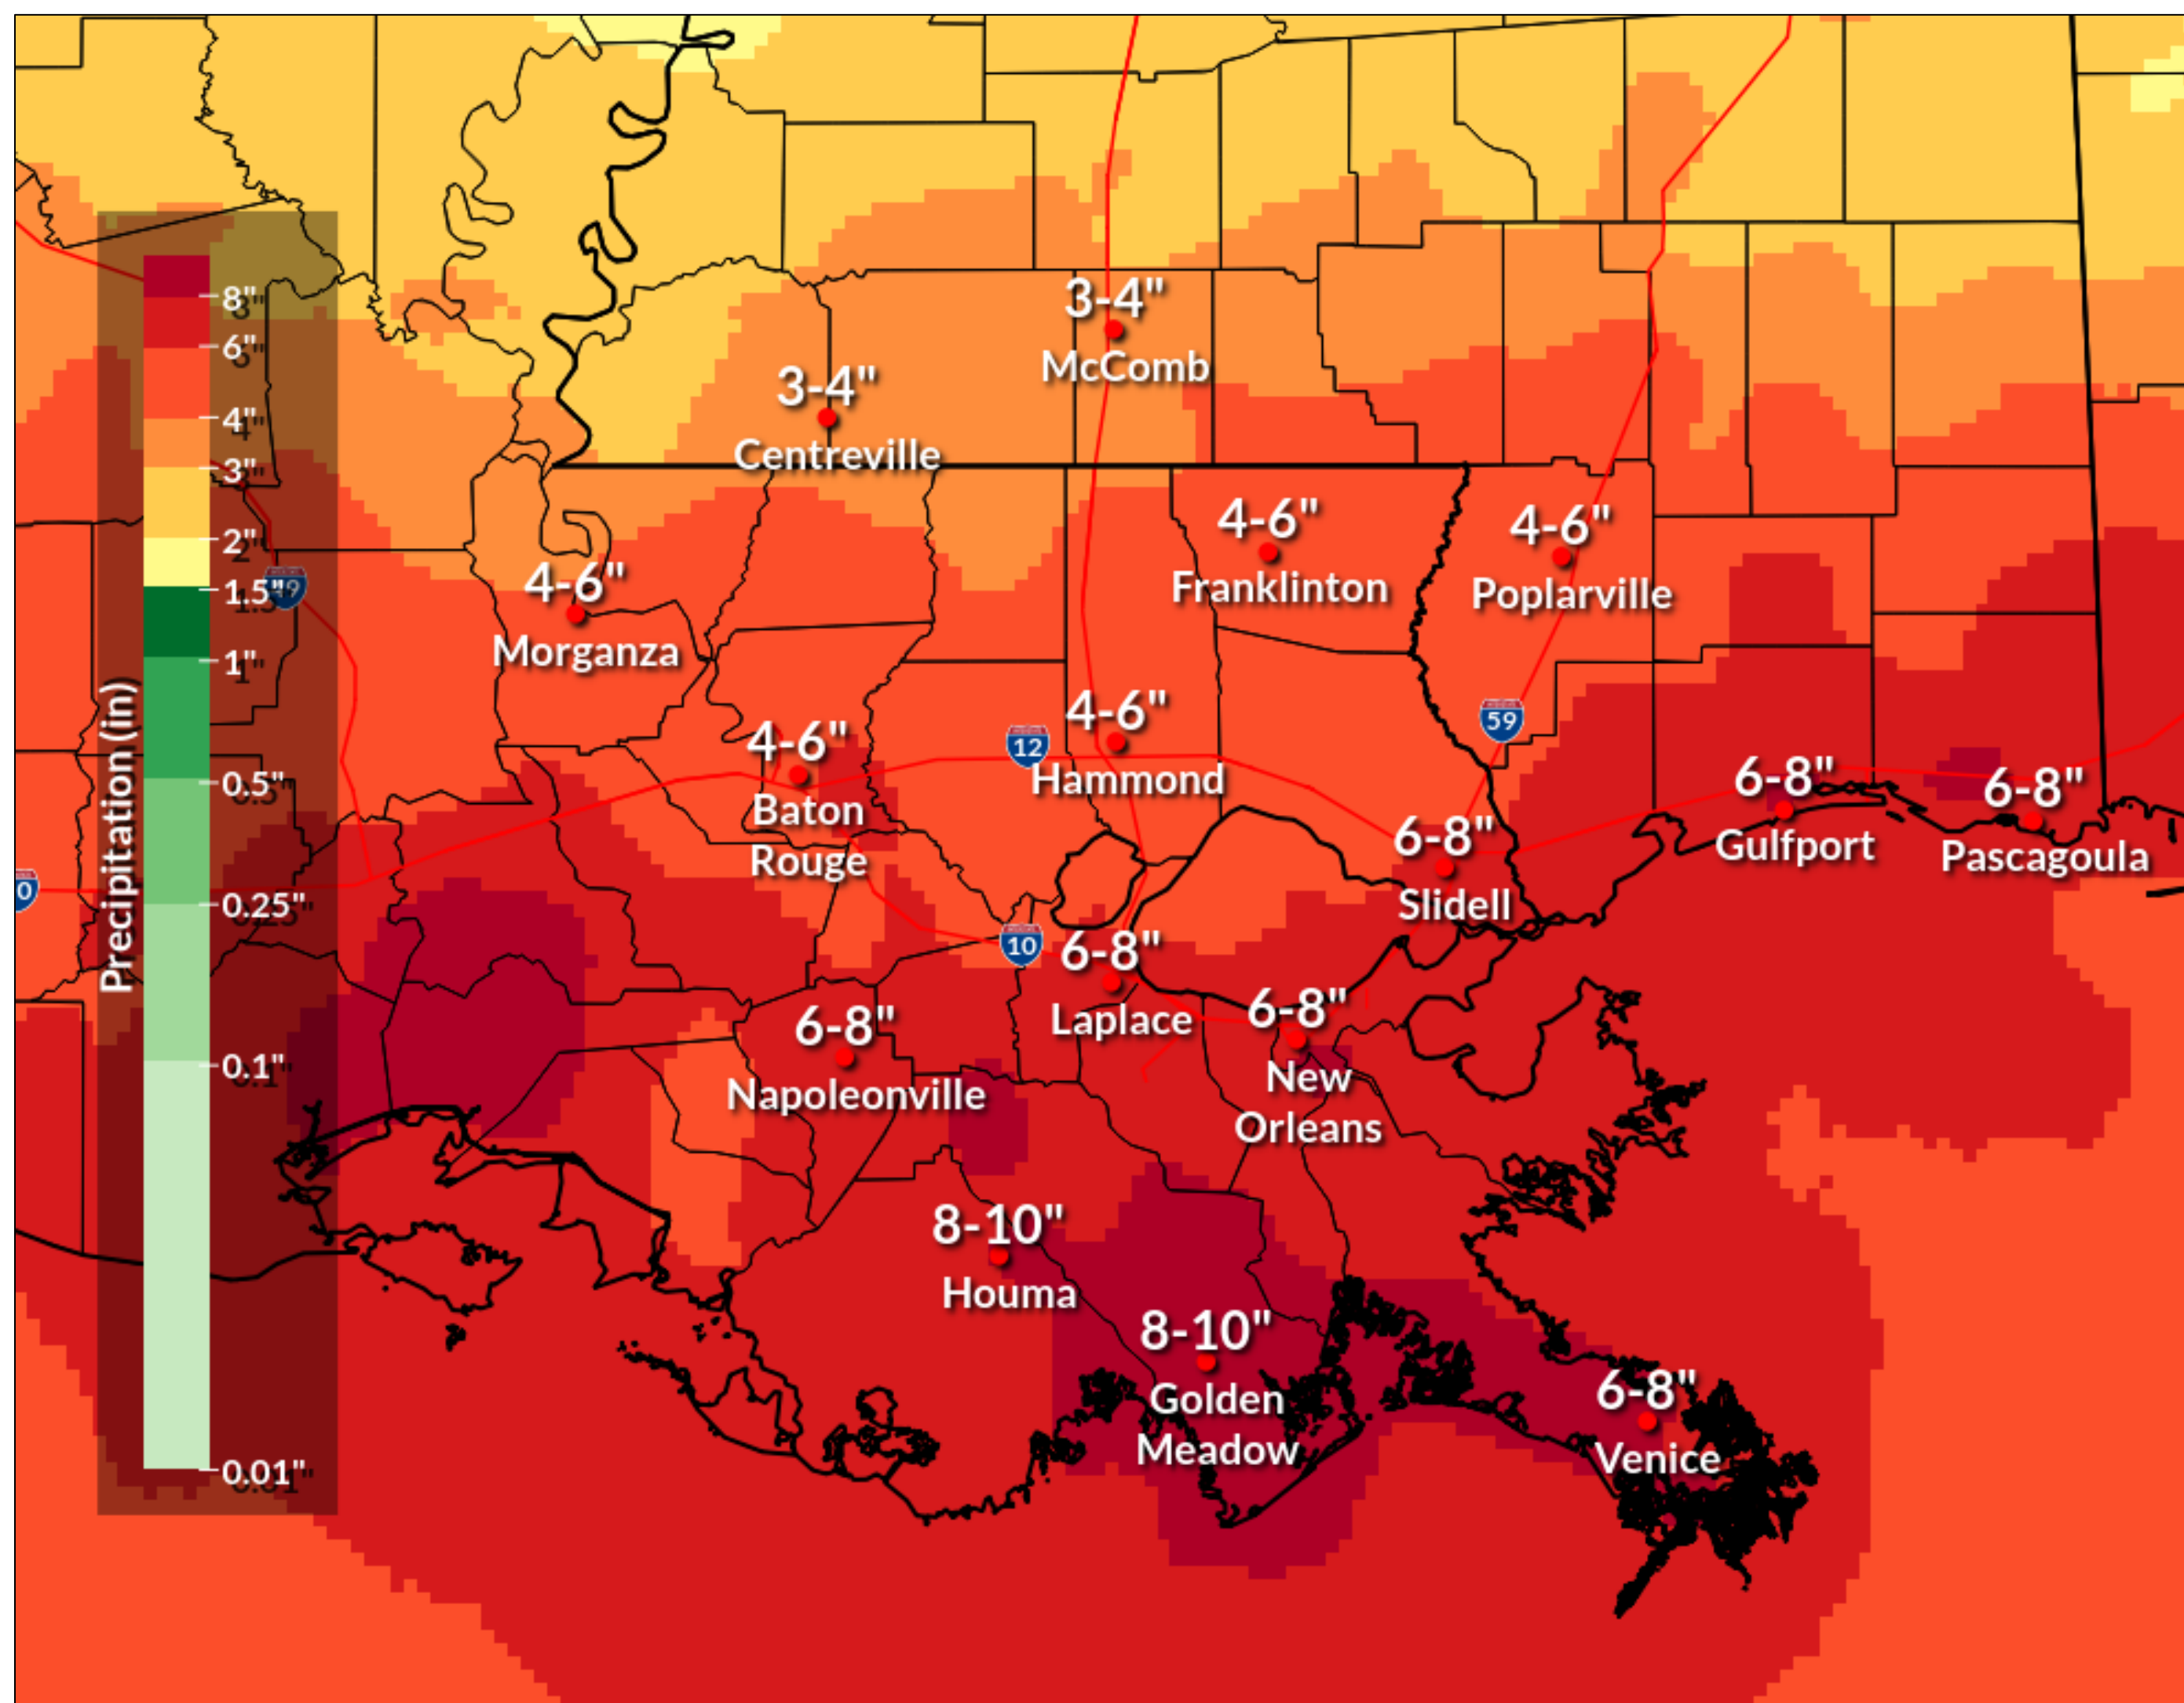 3-4"
McComb
3-4"
Centreville
8"
6"
4"
3"
2"
1.5"
1"
0.5"
0.25"
0.1"
0.01"
Precipitation (in)
4-6"
Franklinton
4-6"
Poplarville
4-6"
Morganza
59
12
4-6"
Hammond
4-6"
Baton
Rouge
6-8"
Gulfport
6-8"
Pascagoula
6-8"
Slidell
10
6-8"
Laplace
6-8"
New
Orleans
6-8"
Napoleonville
8-10"
Houma
8-10"
Golden
Meadow
6-8"
Venice